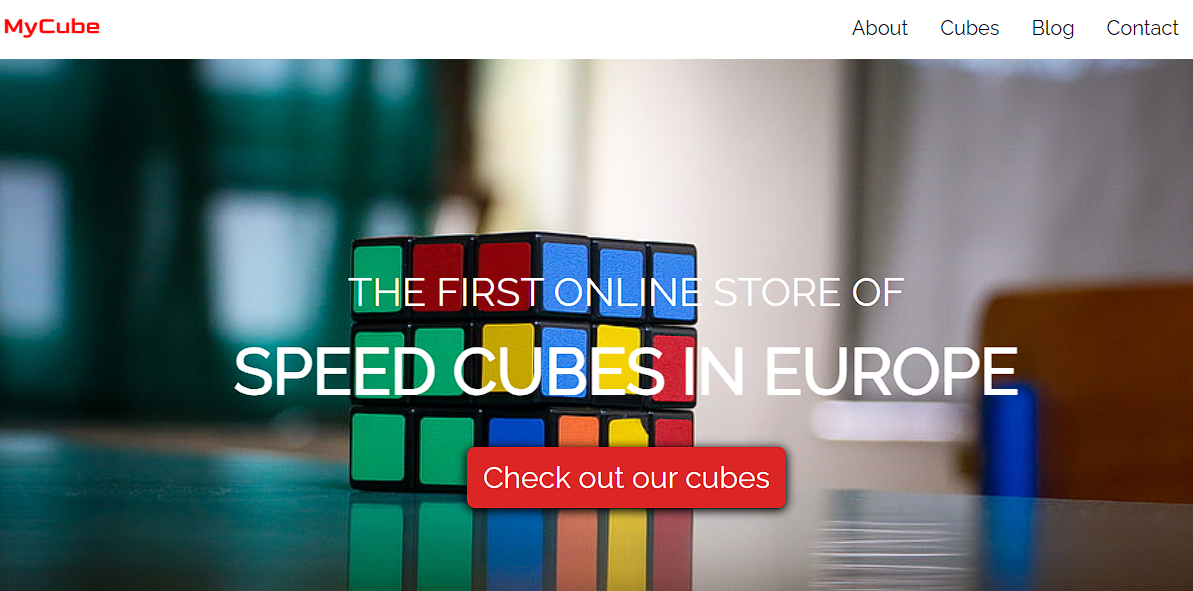 MyCube
About Cubes Blog Contact
THE FIRST ONLINE STORE OF
SPEED CUBES IN EUROPE
Check out our cubes